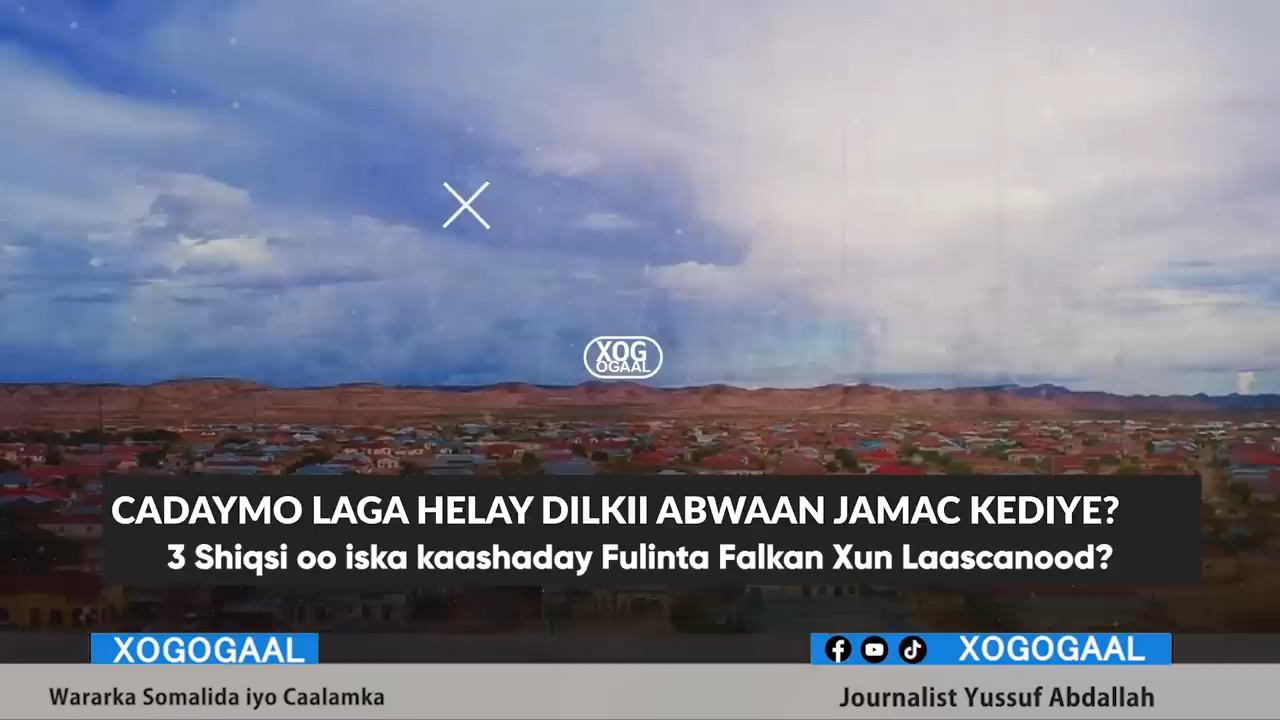 XOG
OGAAL
CADAYMO LAGA HELAY DILKII ABWAAN JAMAC KEDIYE?
3 Shiqsi oo iska kaashaday Fulinta Falkan Xun Laascanood?
XOGOGAAL
XOGOGAAL
Wararka Somalida iyo Caalamka
Journalist Yussuf Abdallah